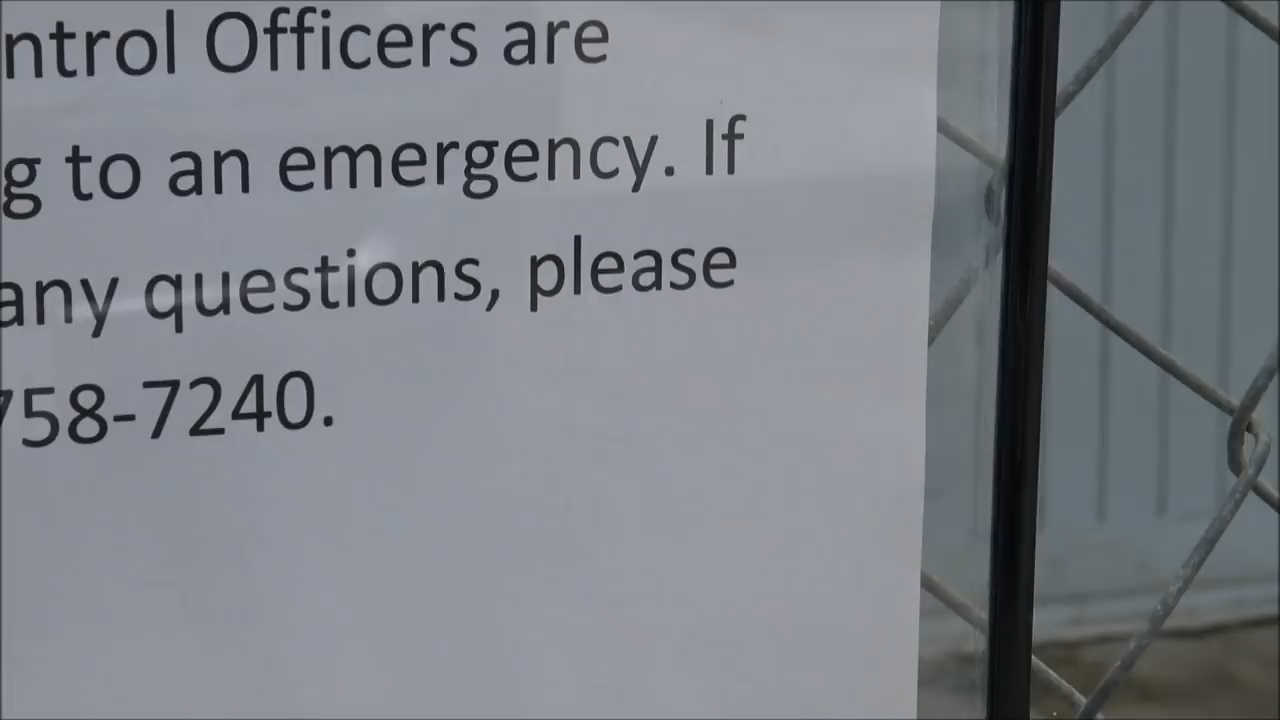 ntrol Officers are
g to an emergency. If
any questions, please
758-7240.